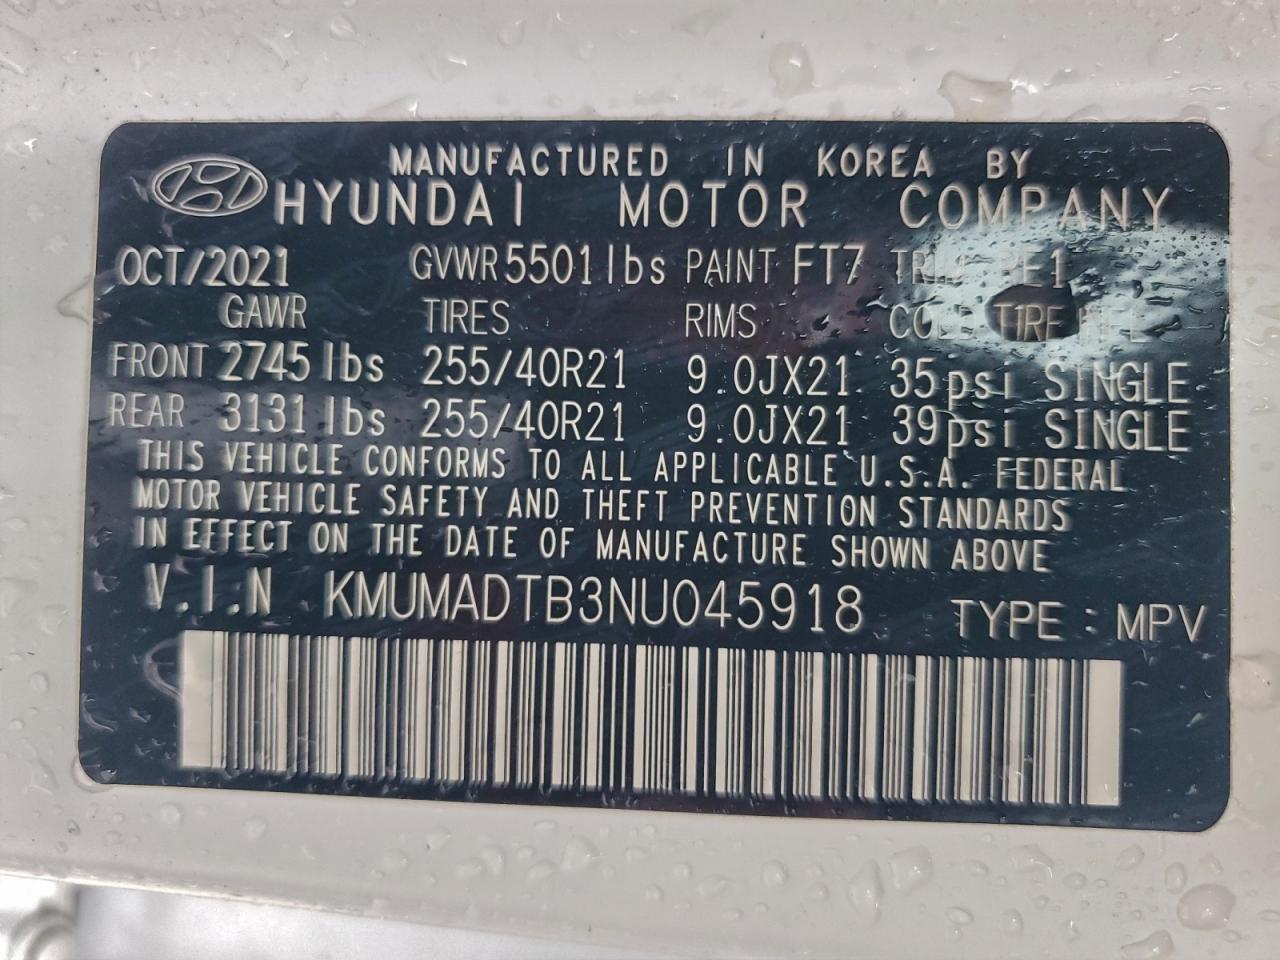 MANUFACTURED IN KOREA BY
HYUNDAI MOTOR COMPANY
OCT/2021 GVWR 5501 lbs PAINT FT7
GAWR TIRES RIMS COLD TIRE
FRONT 2745 lbs 255/40R21 9.0JX21 35psi SINGLE
REAR 3131 lbs 255/40R21 9.0JX21 39psi SINGLE
THIS VEHICLE CONFORMS TO ALL APPLICABLE U.S.A. FEDERAL
MOTOR VEHICLE SAFETY AND THEFT PREVENTION STANDARDS
IN EFFECT ON THE DATE OF MANUFACTURE SHOWN ABOVE
V.I.N KMUMADTB3NU045918 TYPE : MPV